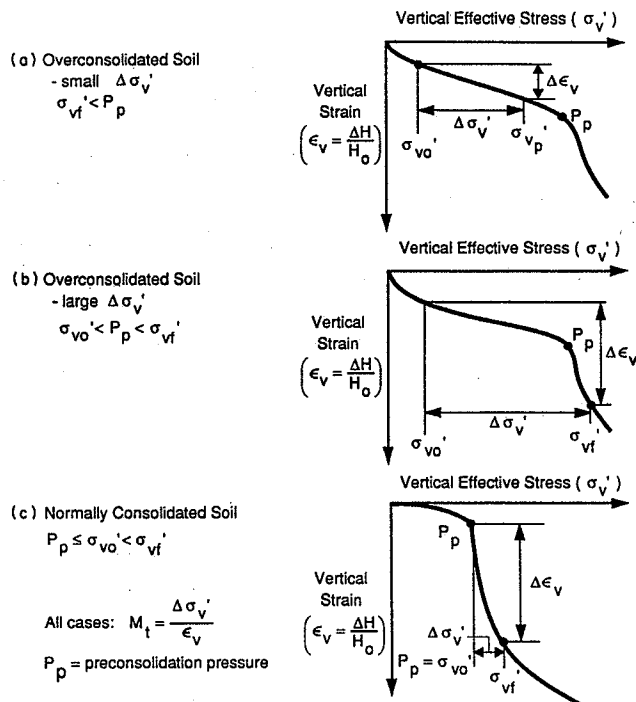 Vertical Effective Stress ( σv' )
(a) Overconsolidated Soil
- small Δσv'
σvf' < Pp
Vertical
Strain
(ϵv = ΔH/Ho)
Δϵv
Δσv'
Pp
σvo'
σvp'
Vertical Effective Stress ( σv' )
(b) Overconsolidated Soil
- large Δσv'
σvo' < Pp < σvf'
Vertical
Strain
(ϵv = ΔH/Ho)
Pp
Δϵv
σvo'
Δσv'
σvf'
Vertical Effective Stress ( σv' )
(c) Normally Consolidated Soil
Pp ≤ σvo' < σvf'
Pp
Δϵv
Vertical
Strain
(ϵv = ΔH/Ho)
All cases: Mt = Δσv'/ϵv
Δσv'
Pp = σvo'
σvf'
Pp = preconsolidation pressure